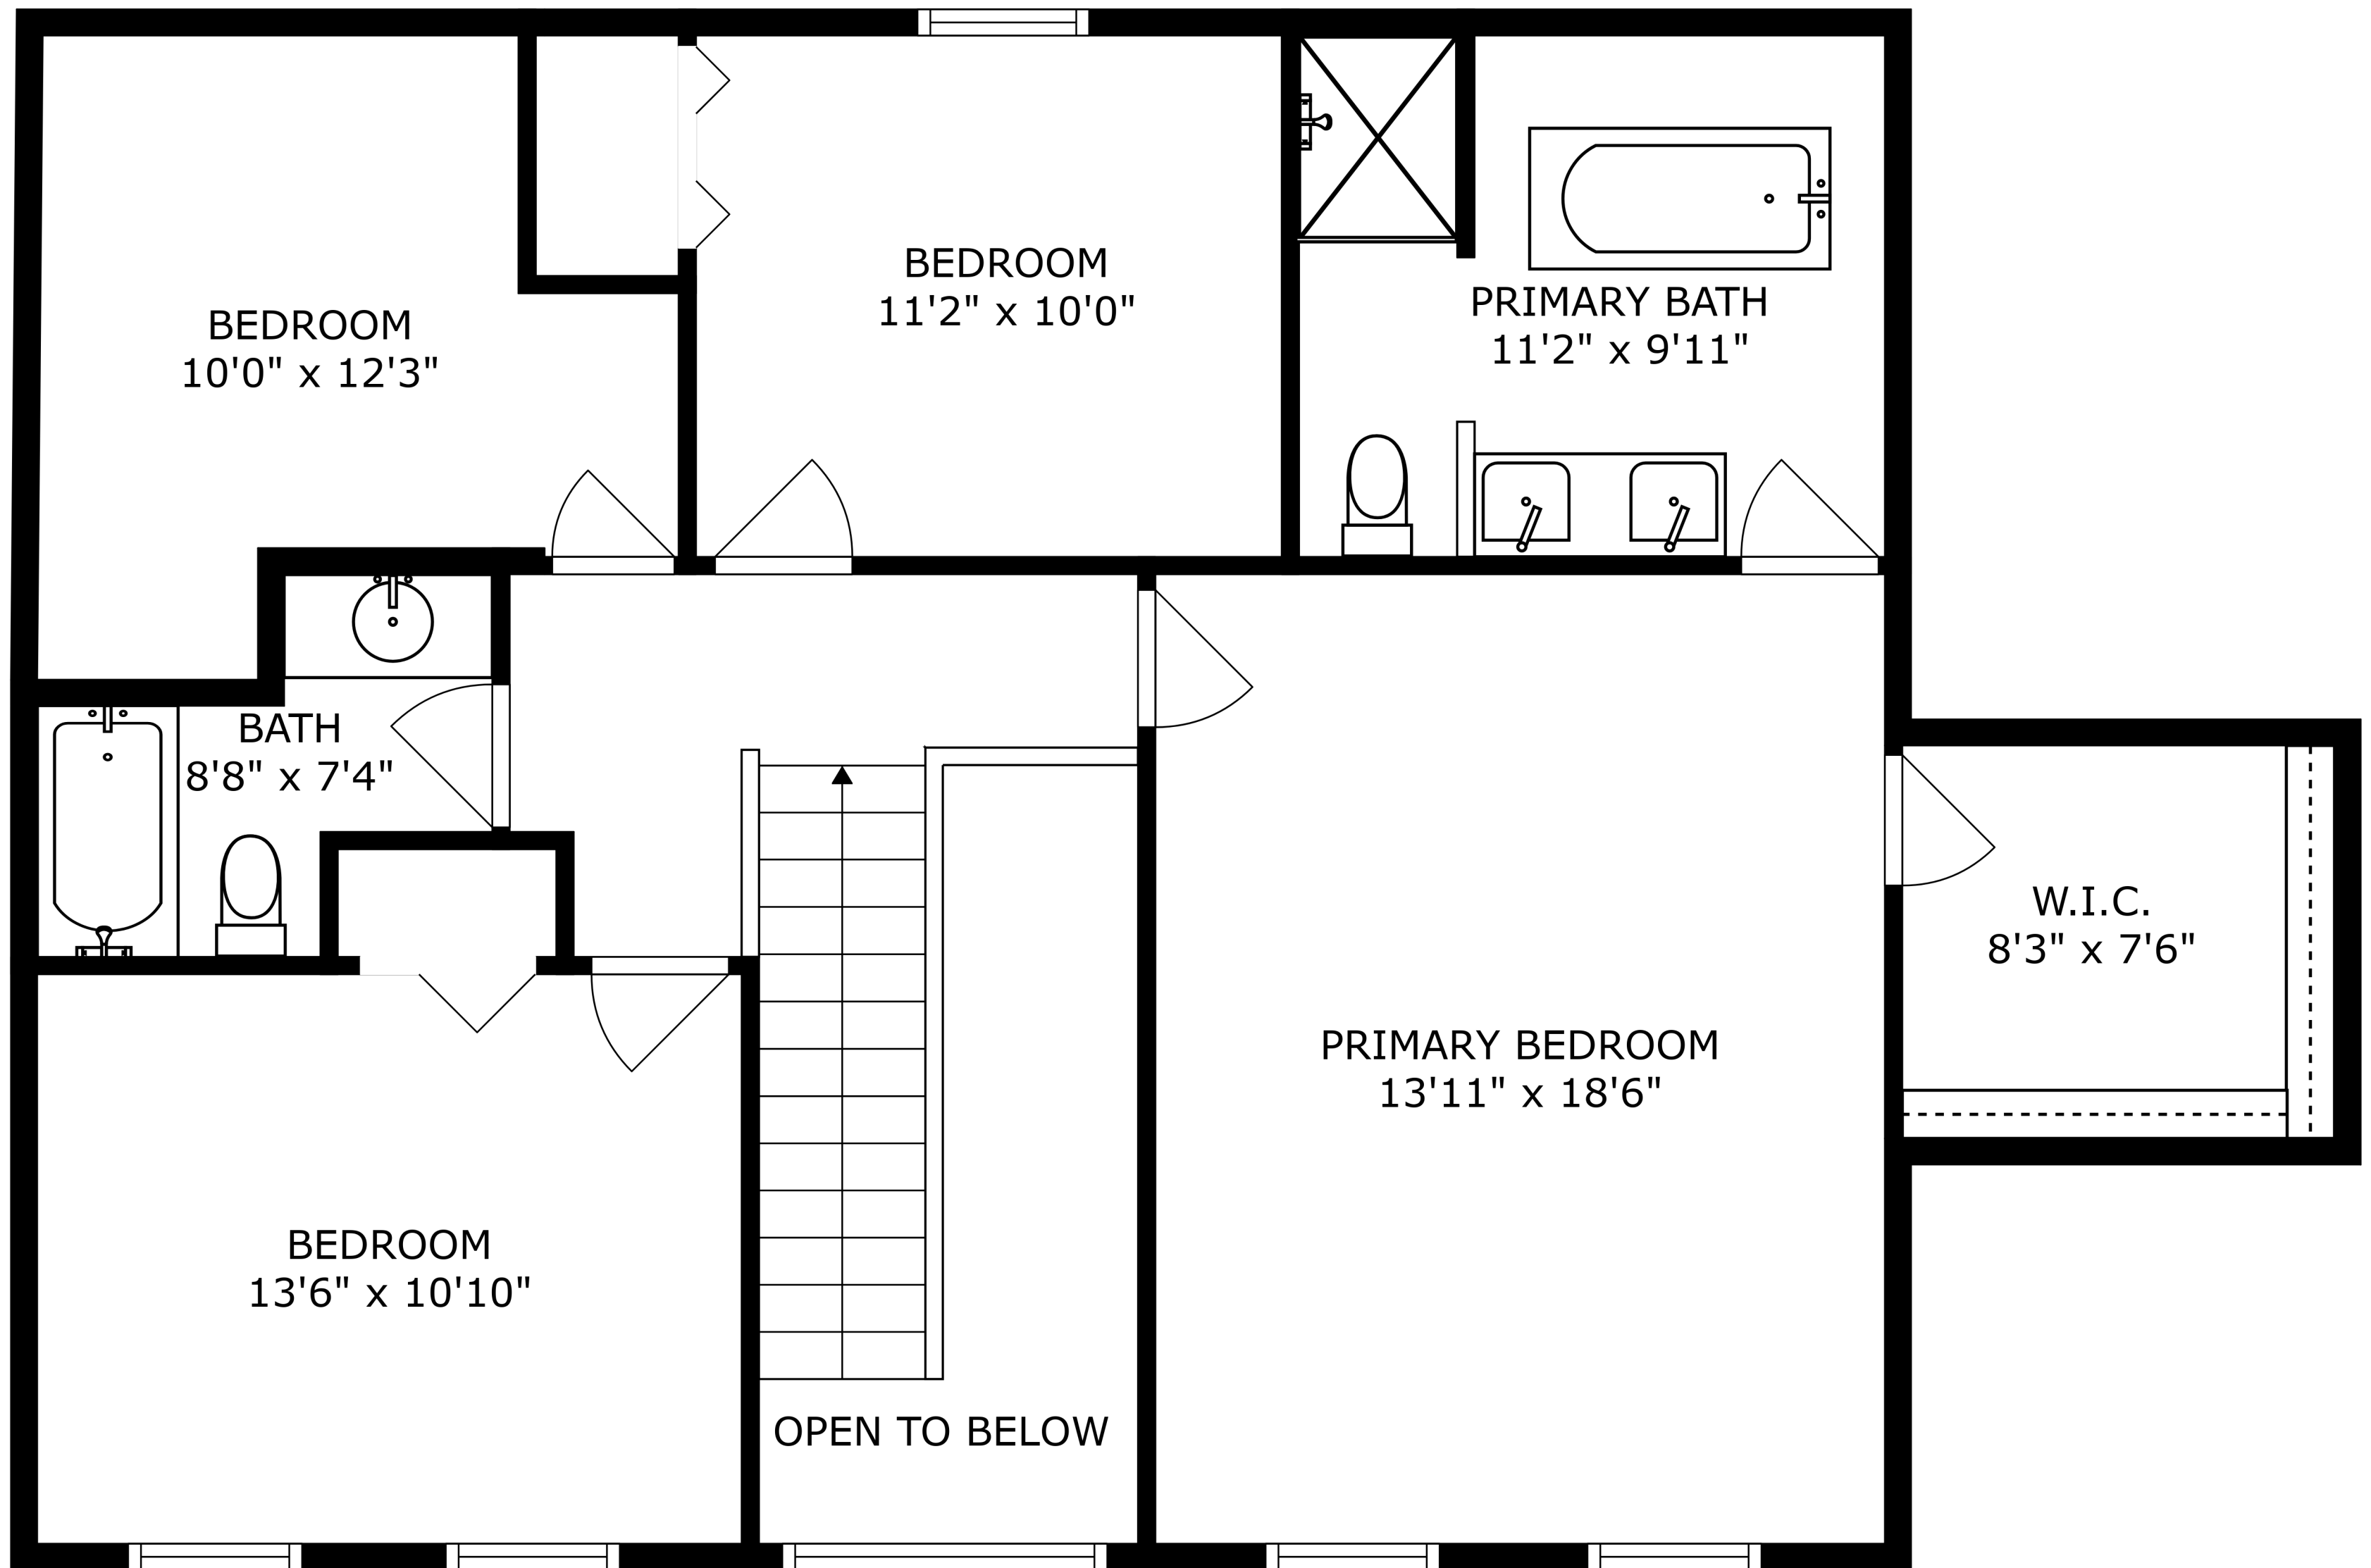 BEDROOM
10'0" x 12'3"
BEDROOM
11'2" x 10'0"
PRIMARY BATH
11'2" x 9'11"
BATH
8'8" x 7'4"
W.I.C.
8'3" x 7'6"
PRIMARY BEDROOM
13'11" x 18'6"
BEDROOM
13'6" x 10'10"
OPEN TO BELOW